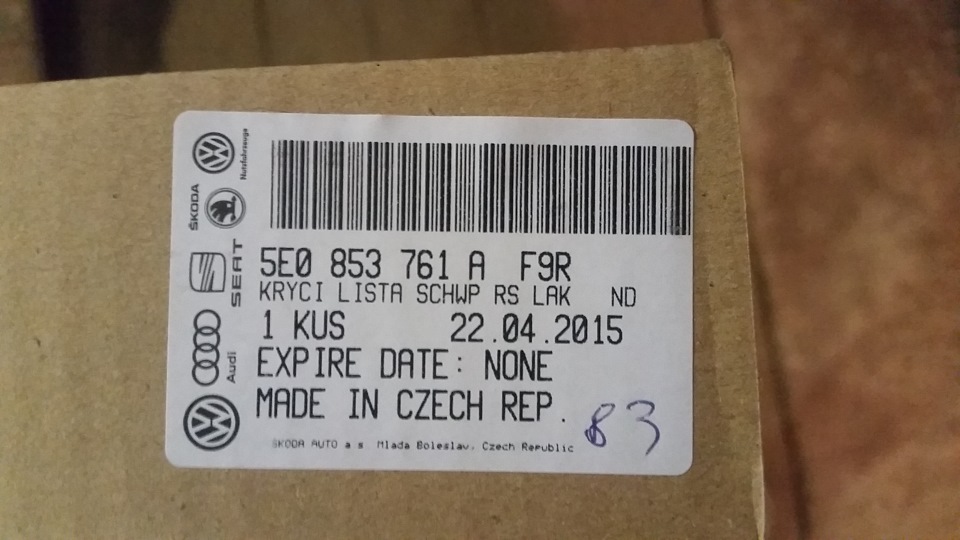 Nutzfahrzeuge
ŠKODA
SEAT
Audi
5E0 853 761 A F9R
KRYCI LISTA SCHWP RS LAK ND
1 KUS 22.04.2015
EXPIRE DATE: NONE
MADE IN CZECH REP.
83
ŠKODA AUTO a s Mlada Boleslav. Czech Republic